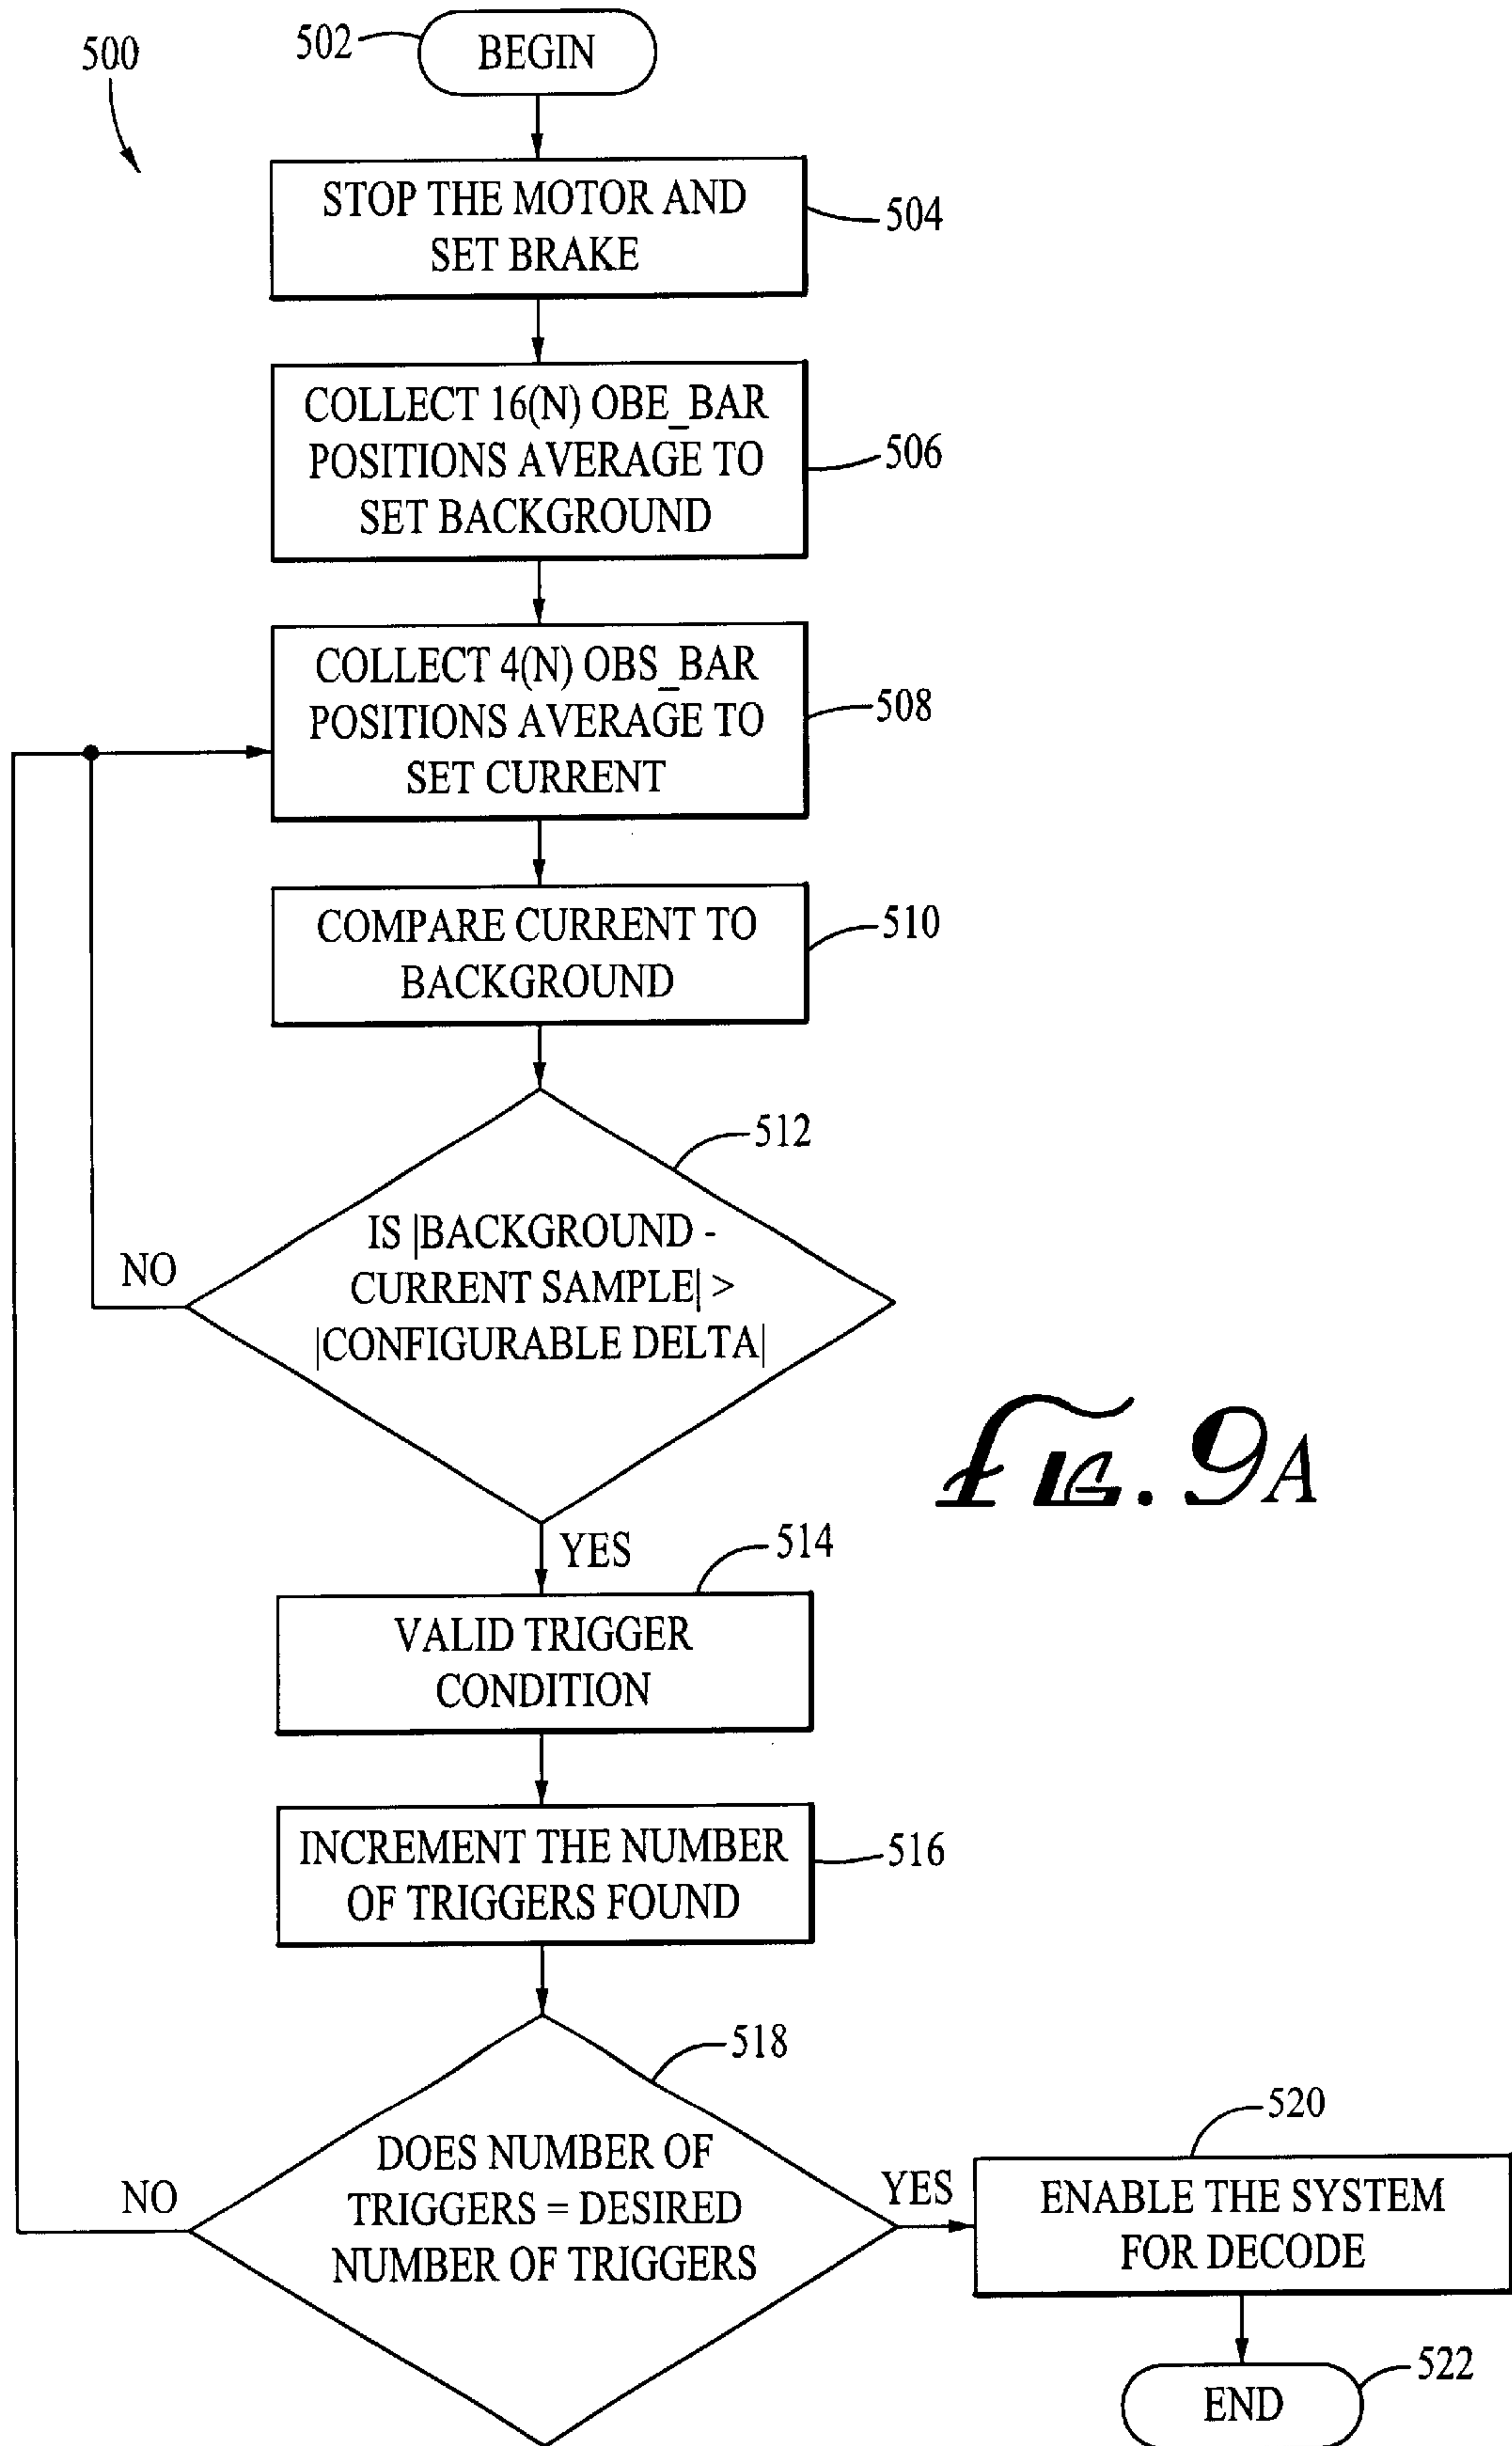 500
502
BEGIN
STOP THE MOTOR AND
SET BRAKE
504
COLLECT 16(N) OBE_BAR
POSITIONS AVERAGE TO
SET BACKGROUND
506
COLLECT 4(N) OBS_BAR
POSITIONS AVERAGE TO
SET CURRENT
508
COMPARE CURRENT TO
BACKGROUND
510
512
IS |BACKGROUND -
CURRENT SAMPLE| >
|CONFIGURABLE DELTA|
NO
YES
FIG. 9A
514
VALID TRIGGER
CONDITION
INCREMENT THE NUMBER
OF TRIGGERS FOUND
516
518
DOES NUMBER OF
TRIGGERS = DESIRED
NUMBER OF TRIGGERS
NO
YES
520
ENABLE THE SYSTEM
FOR DECODE
END
522